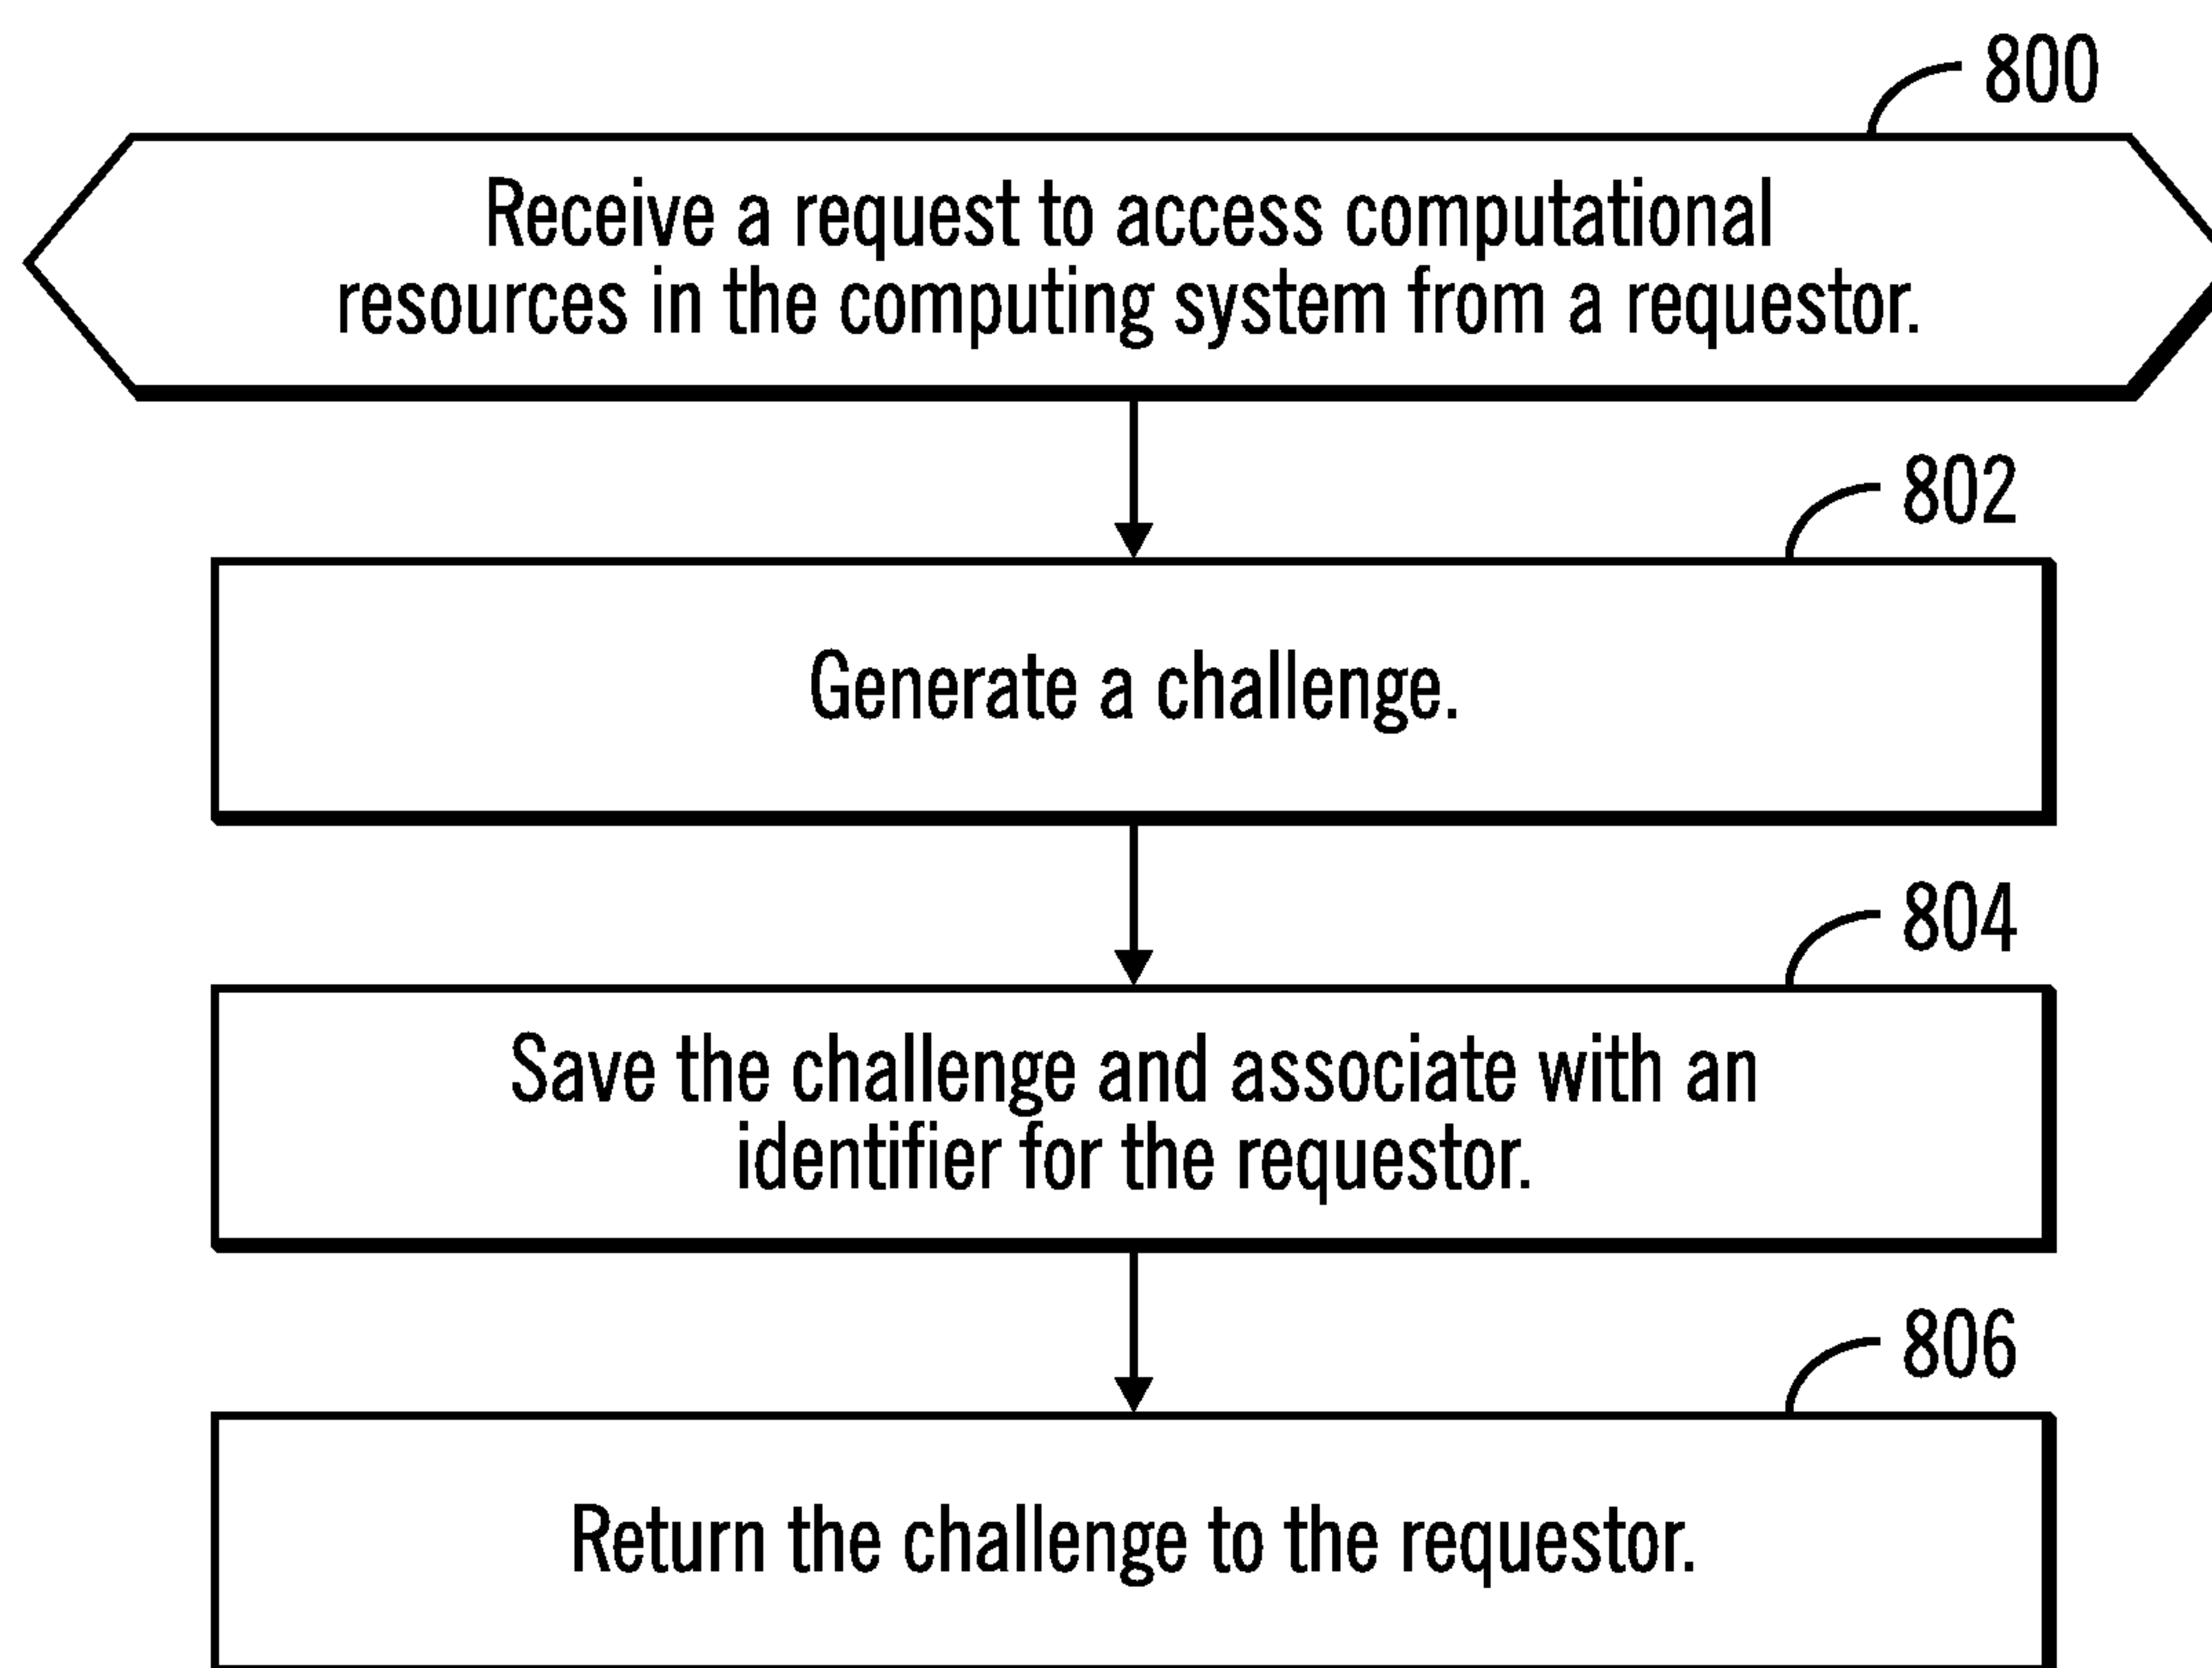 800
Receive a request to access computational
resources in the computing system from a requestor.
802
Generate a challenge.
804
Save the challenge and associate with an
identifier for the requestor.
806
Return the challenge to the requestor.